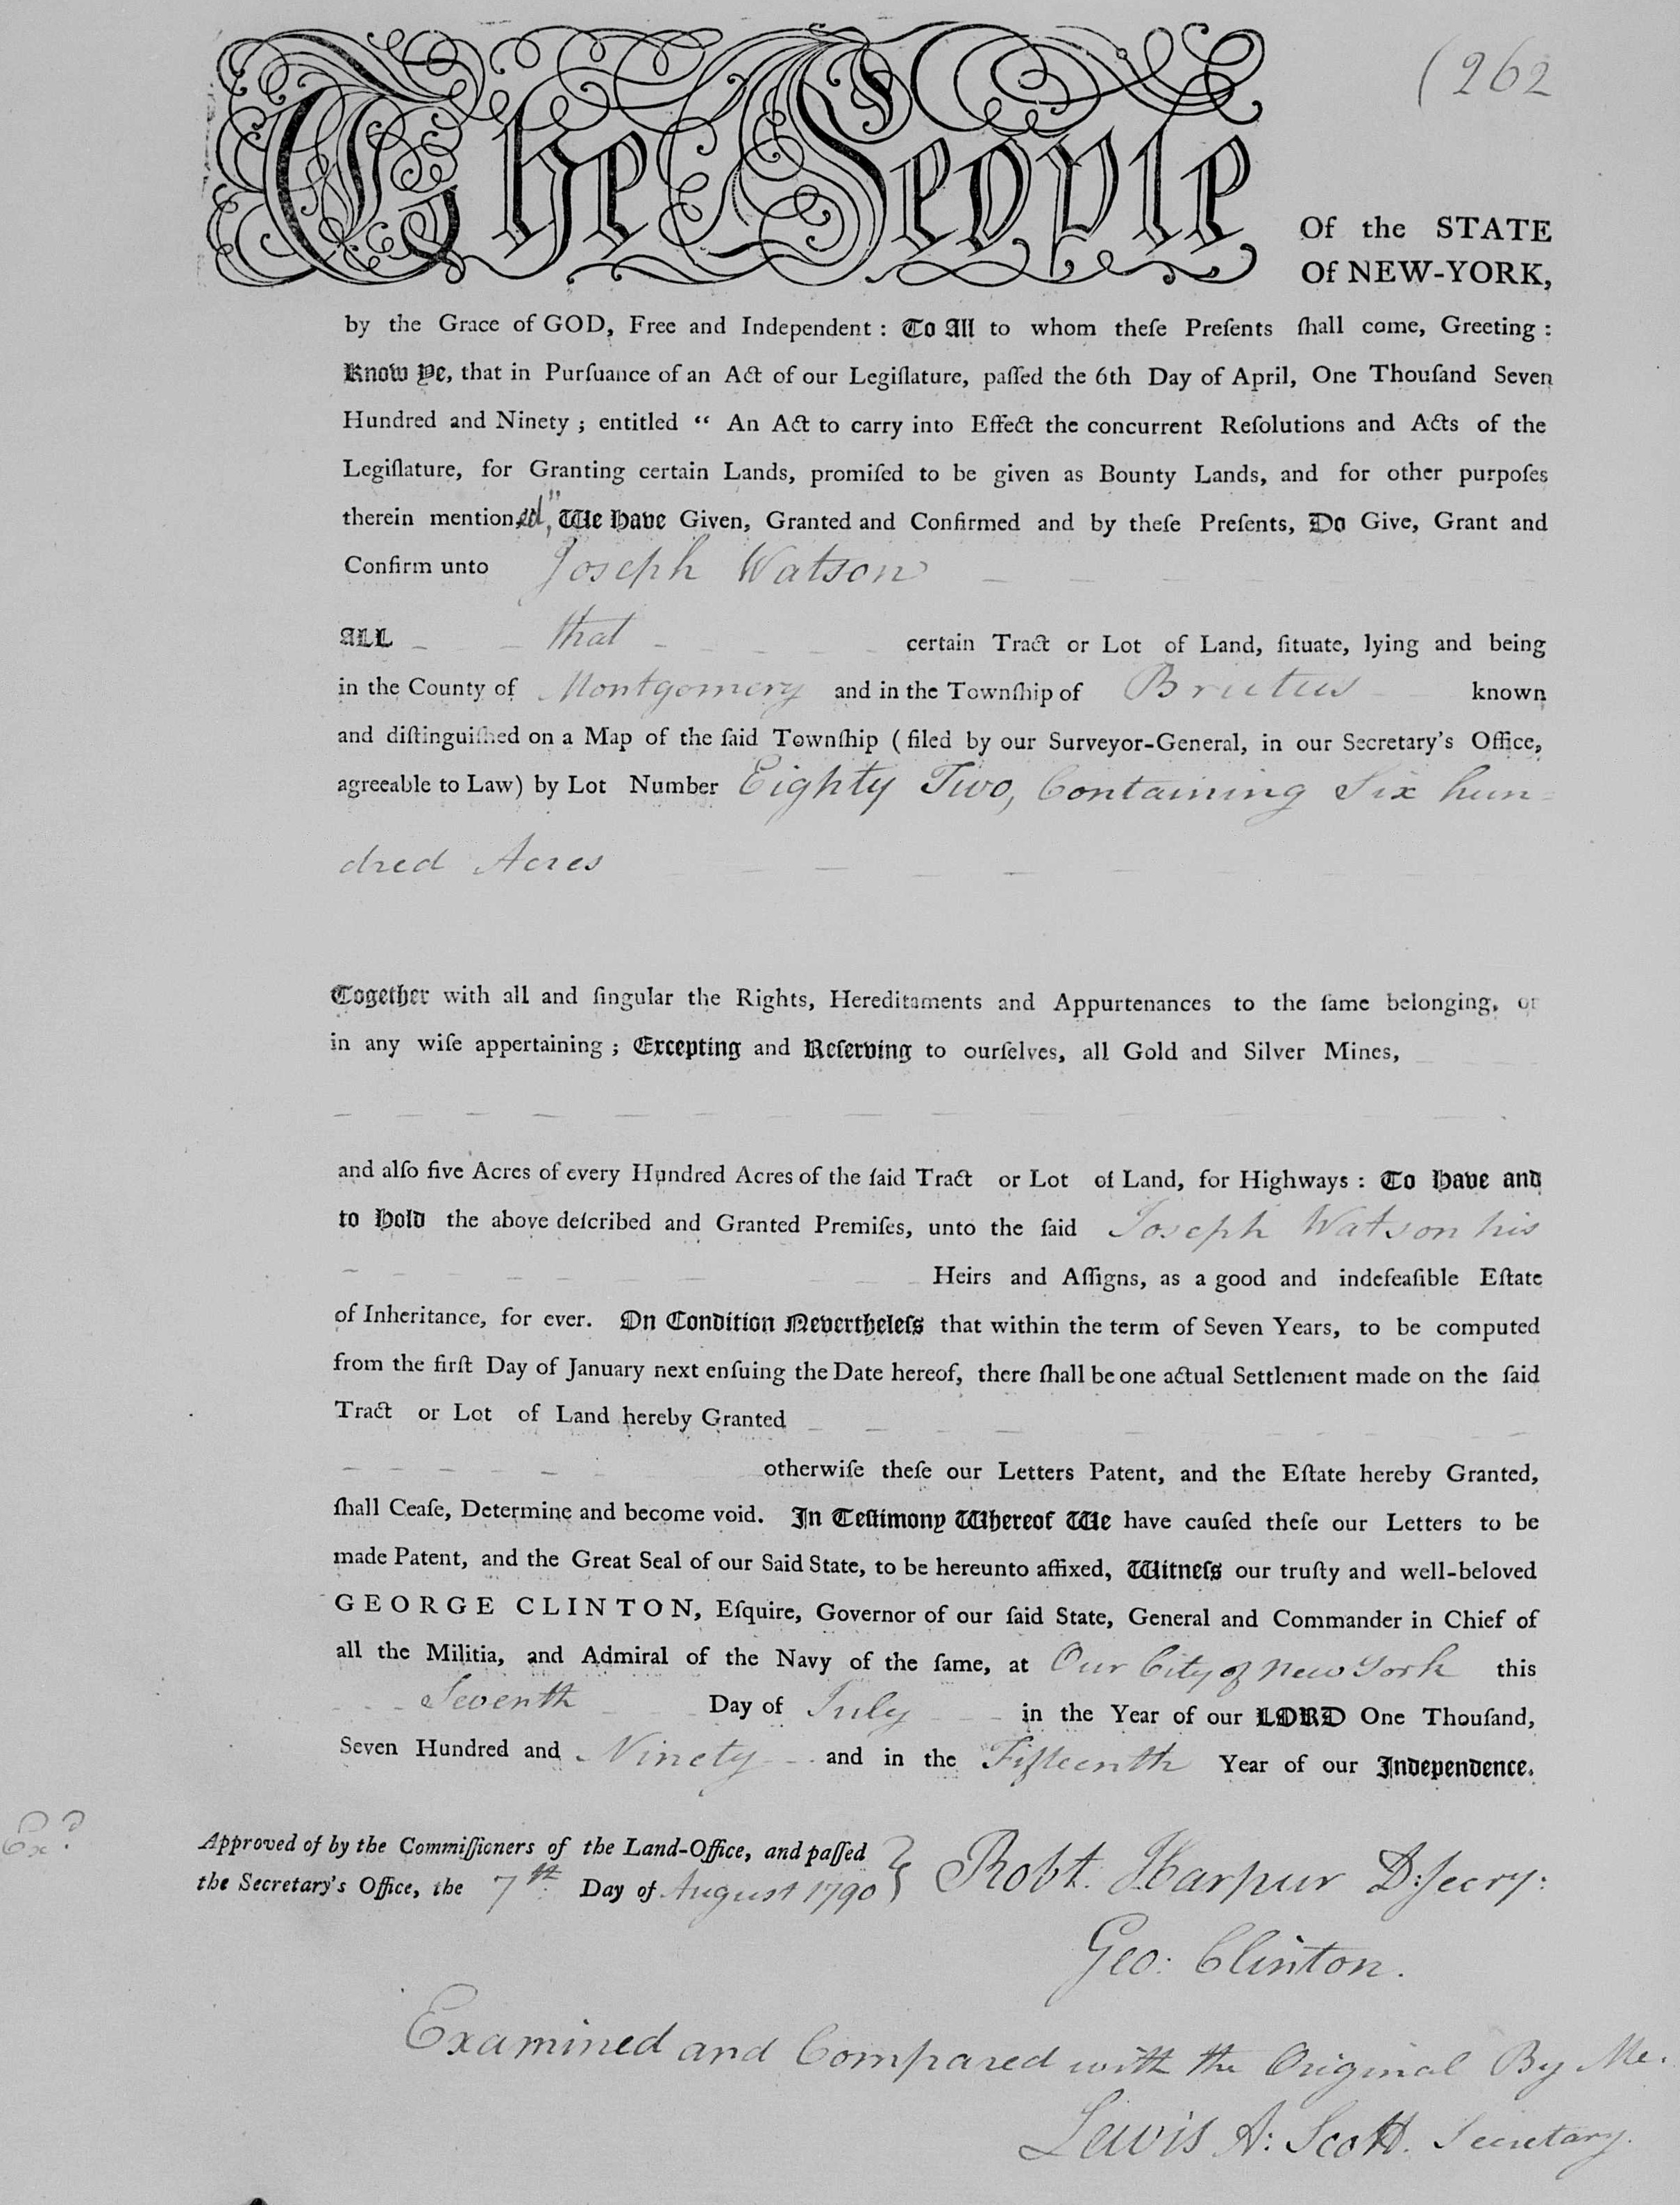 (262
The People
Of the STATE
Of NEW-YORK,
by the Grace of GOD, Free and Independent : To All to whom theſe Preſents ſhall come, Greeting :
Know Ye, that in Purſuance of an Act of our Legiſlature, paſſed the 6th Day of April, One Thouſand Seven
Hundred and Ninety ; entitled “ An Act to carry into Effect the concurrent Reſolutions and Acts of the
Legiſlature, for Granting certain Lands, promiſed to be given as Bounty Lands, and for other purpoſes
therein mentioned," We Have Given, Granted and Confirmed and by theſe Preſents, Do Give, Grant and
Confirm unto Joseph Watson
ALL that certain Tract or Lot of Land, ſituate, lying and being
in the County of Montgomery and in the Townſhip of Brutus known
and diſtinguiſhed on a Map of the ſaid Townſhip ( filed by our Surveyor-General, in our Secretary's Office,
agreeable to Law) by Lot Number Eighty Two, Containing Six hun=
dred Acres
Together with all and ſingular the Rights, Hereditaments and Appurtenances to the ſame belonging, or
in any wiſe appertaining ; Excepting and Reſerving to ourſelves, all Gold and Silver Mines,
and alſo five Acres of every Hundred Acres of the ſaid Tract or Lot of Land, for Highways : To Have and
to Hold the above deſcribed and Granted Premiſes, unto the ſaid Joseph Watson his
Heirs and Aſſigns, as a good and indefeaſible Eſtate
of Inheritance, for ever. On Condition Nevertheleſs that within the term of Seven Years, to be computed
from the firſt Day of January next enſuing the Date hereof, there ſhall be one actual Settlement made on the ſaid
Tract or Lot of Land hereby Granted
otherwiſe theſe our Letters Patent, and the Eſtate hereby Granted,
ſhall Ceaſe, Determine and become void. In Teſtimony Whereof We have cauſed theſe our Letters to be
made Patent, and the Great Seal of our Said State, to be hereunto affixed, Witneſs our truſty and well-beloved
GEORGE CLINTON, Eſquire, Governor of our ſaid State, General and Commander in Chief of
all the Militia, and Admiral of the Navy of the ſame, at Our City of New York this
Seventh Day of July in the Year of our LORD One Thouſand,
Seven Hundred and Ninety and in the Fifteenth Year of our Independence.
Exd
Approved of by the Commiſſioners of the Land-Office, and paſſed
the Secretary's Office, the 7th Day of August 1790
Robt. Harpur D:Secry:
Geo: Clinton.
Examined and Compared with the Original By Me.
Lewis A: Scott. Secretary.